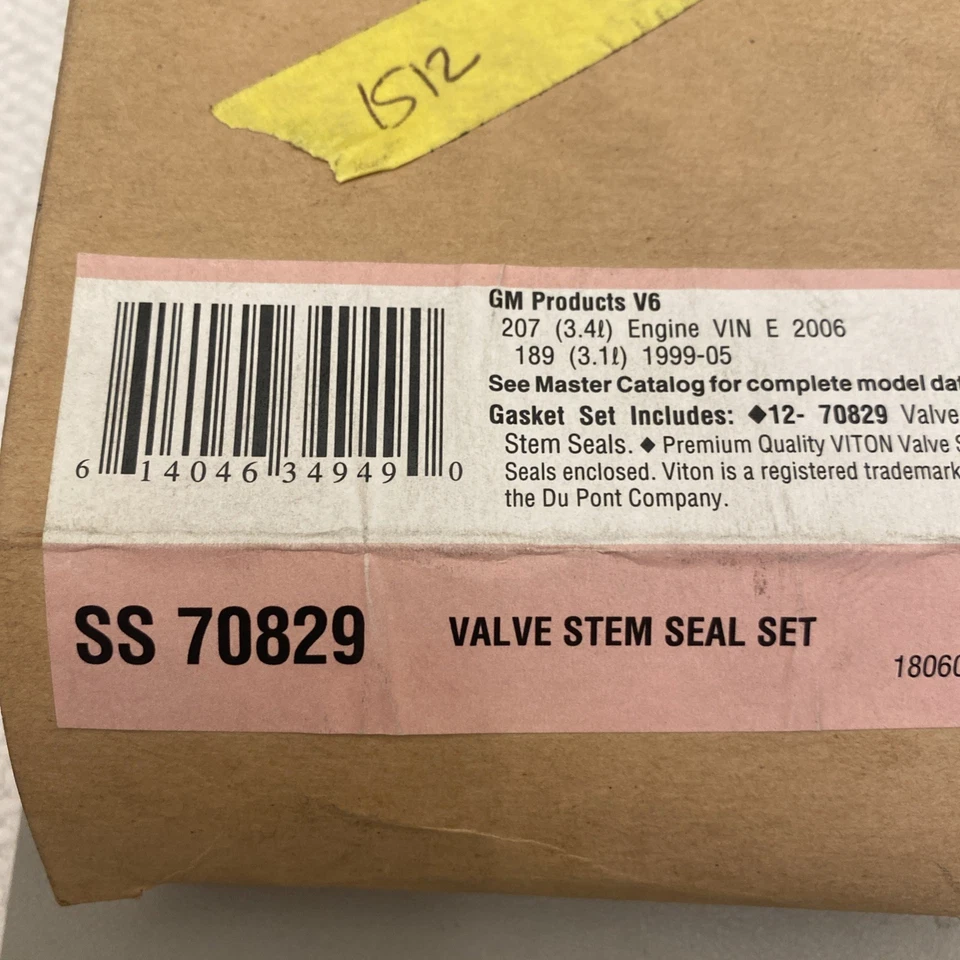 1512
GM Products V6
207 (3.4ℓ) Engine VIN E 2006
189 (3.1ℓ) 1999-05
See Master Catalog for complete model dat
Gasket Set Includes: ◆12- 70829 Valve
Stem Seals. ◆ Premium Quality VITON Valve S
Seals enclosed. Viton is a registered trademark
the Du Pont Company.
6 14046 34949 0
SS 70829 VALVE STEM SEAL SET
18060